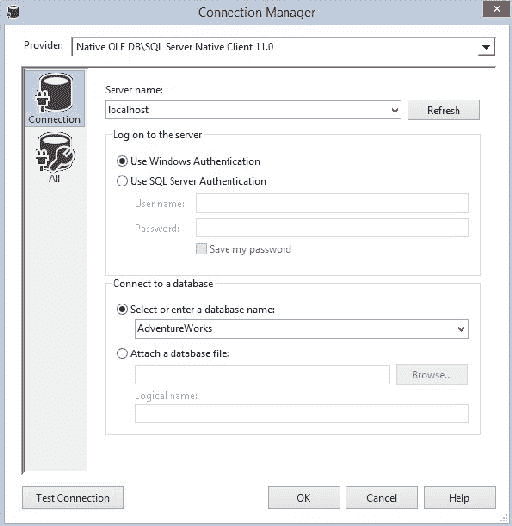 Connection Manager
Provider: Native OLE DB\SQL Server Native Client 11.0
Connection
All
Server name:
localhost
Refresh
Log on to the server
Use Windows Authentication
Use SQL Server Authentication
User name:
Password:
Save my password
Connect to a database
Select or enter a database name:
AdventureWorks
Attach a database file:
Browse...
Logical name:
Test Connection
OK
Cancel
Help